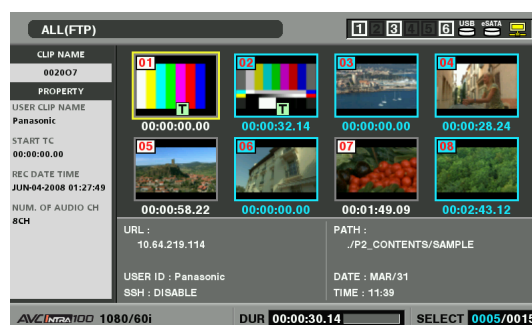 ALL(FTP)
1 2 3 4 5 6 USB eSATA
CLIP NAME
0020O7
PROPERTY
USER CLIP NAME
Panasonic
START TC
00:00:00.00
REC DATE TIME
JUN-04-2008 01:27:49
NUM. OF AUDIO CH
8CH
01 02 03 04
T T
00:00:00.00 00:00:32.14 00:00:00.00 00:00:28.24
05 06 07 08
00:00:58.22 00:00:00.00 00:01:49.09 00:02:43.12
URL :
10.64.219.114
USER ID : Panasonic
SSH : DISABLE
PATH :
./P2_CONTENTS/SAMPLE
DATE : MAR/31
TIME : 11:39
AVC INTRA 100 1080/60i DUR 00:00:30.14 SELECT 0005/0015